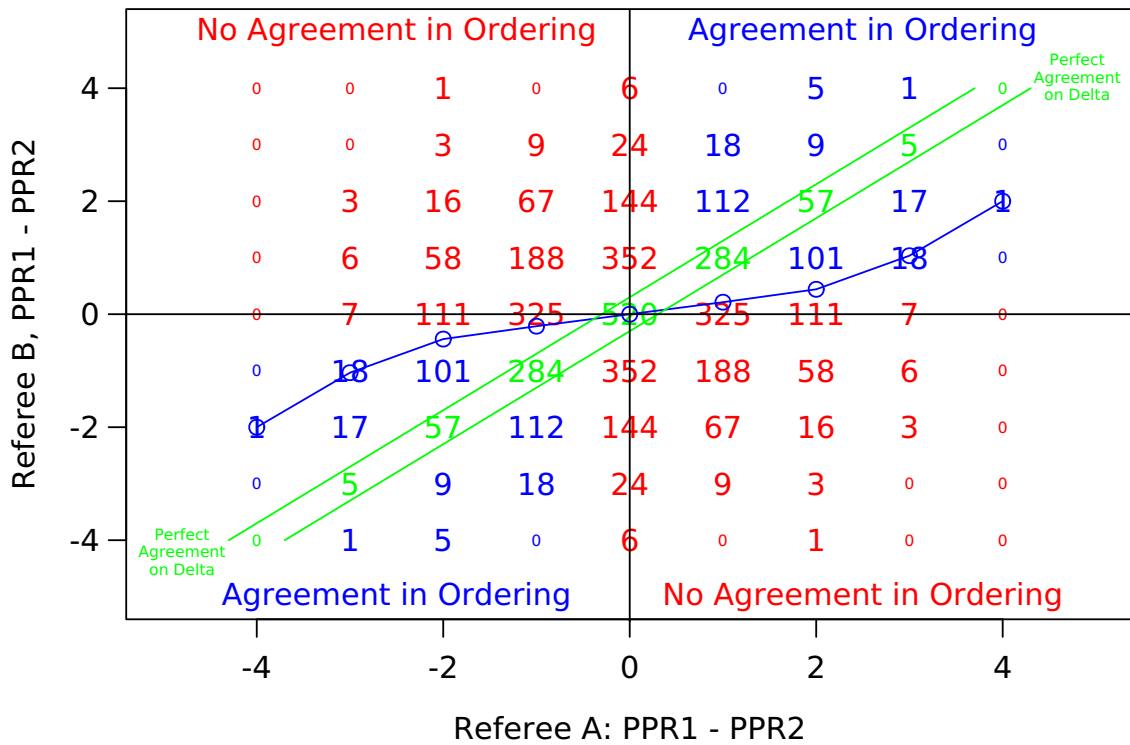 No Agreement in Ordering Agreement in Ordering
Perfect
Agreement
on Delta
4 0 0 1 0 6 0 5 1 0
0 0 3 9 24 18 9 5 0
2 0 3 16 67 144 112 57 17 1
0 6 58 188 352 284 101 18 0
0 0 7 111 325 520 325 111 7 0
0 18 101 284 352 188 58 6 0
-2 1 17 57 112 144 67 16 3 0
0 5 9 18 24 9 3 0 0
-4 0 1 5 0 6 0 1 0 0
Perfect
Agreement
on Delta
Agreement in Ordering No Agreement in Ordering
-4 -2 0 2 4
Referee A: PPR1 - PPR2
Referee B, PPR1 - PPR2